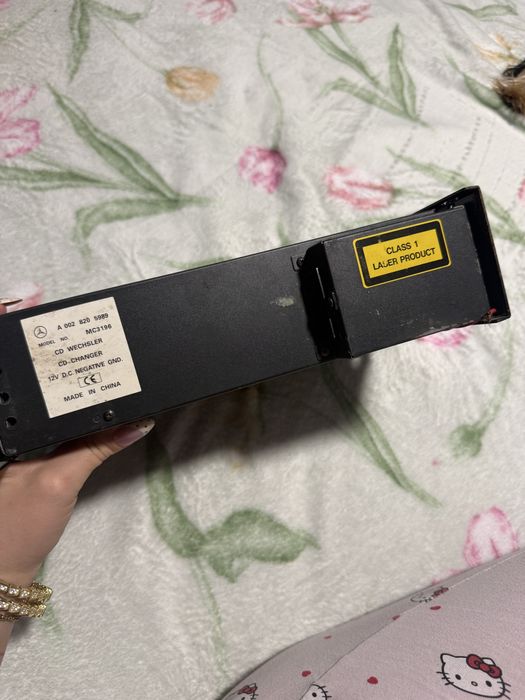 A 002 820 5989
MODEL NO. MC3196
CD WECHSLER
CD-CHANGER
12V D.C. NEGATIVE GND.
CE
MADE IN CHINA
CLASS 1
LASER PRODUCT